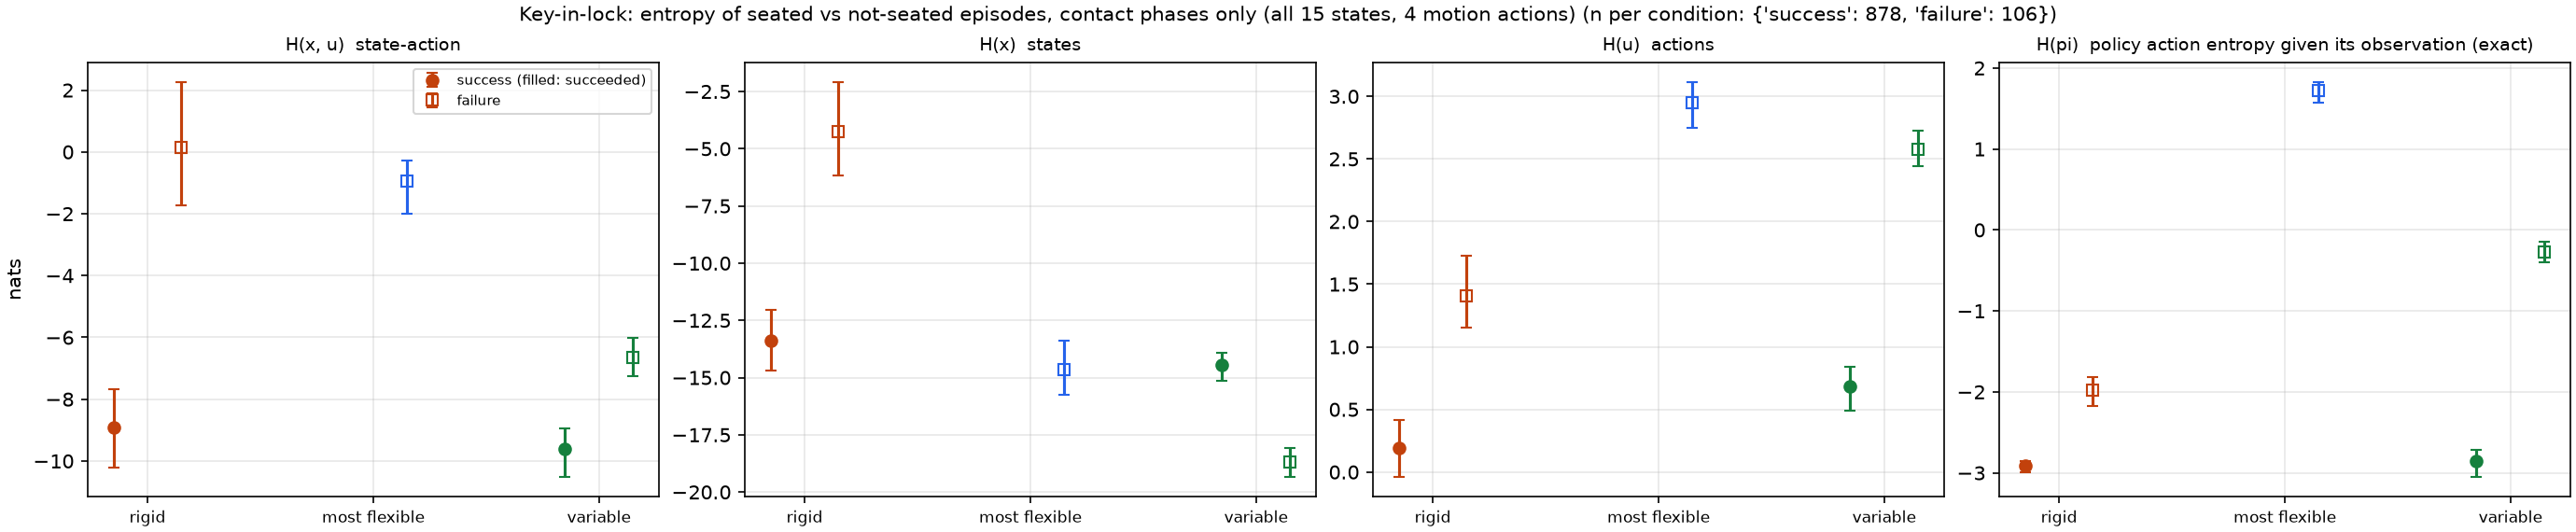 Key-in-lock: entropy of seated vs not-seated episodes, contact phases only (all 15 states, 4 motion actions) (n per condition: {'success': 878, 'failure': 106})
H(x, u)  state-action
nats
2
0
−2
−4
−6
−8
−10
success (filled: succeeded)
failure
rigid
most flexible
variable
H(x)  states
−2.5
−5.0
−7.5
−10.0
−12.5
−15.0
−17.5
−20.0
rigid
most flexible
variable
H(u)  actions
3.0
2.5
2.0
1.5
1.0
0.5
0.0
rigid
most flexible
variable
H(pi)  policy action entropy given its observation (exact)
2
1
0
−1
−2
−3
rigid
most flexible
variable